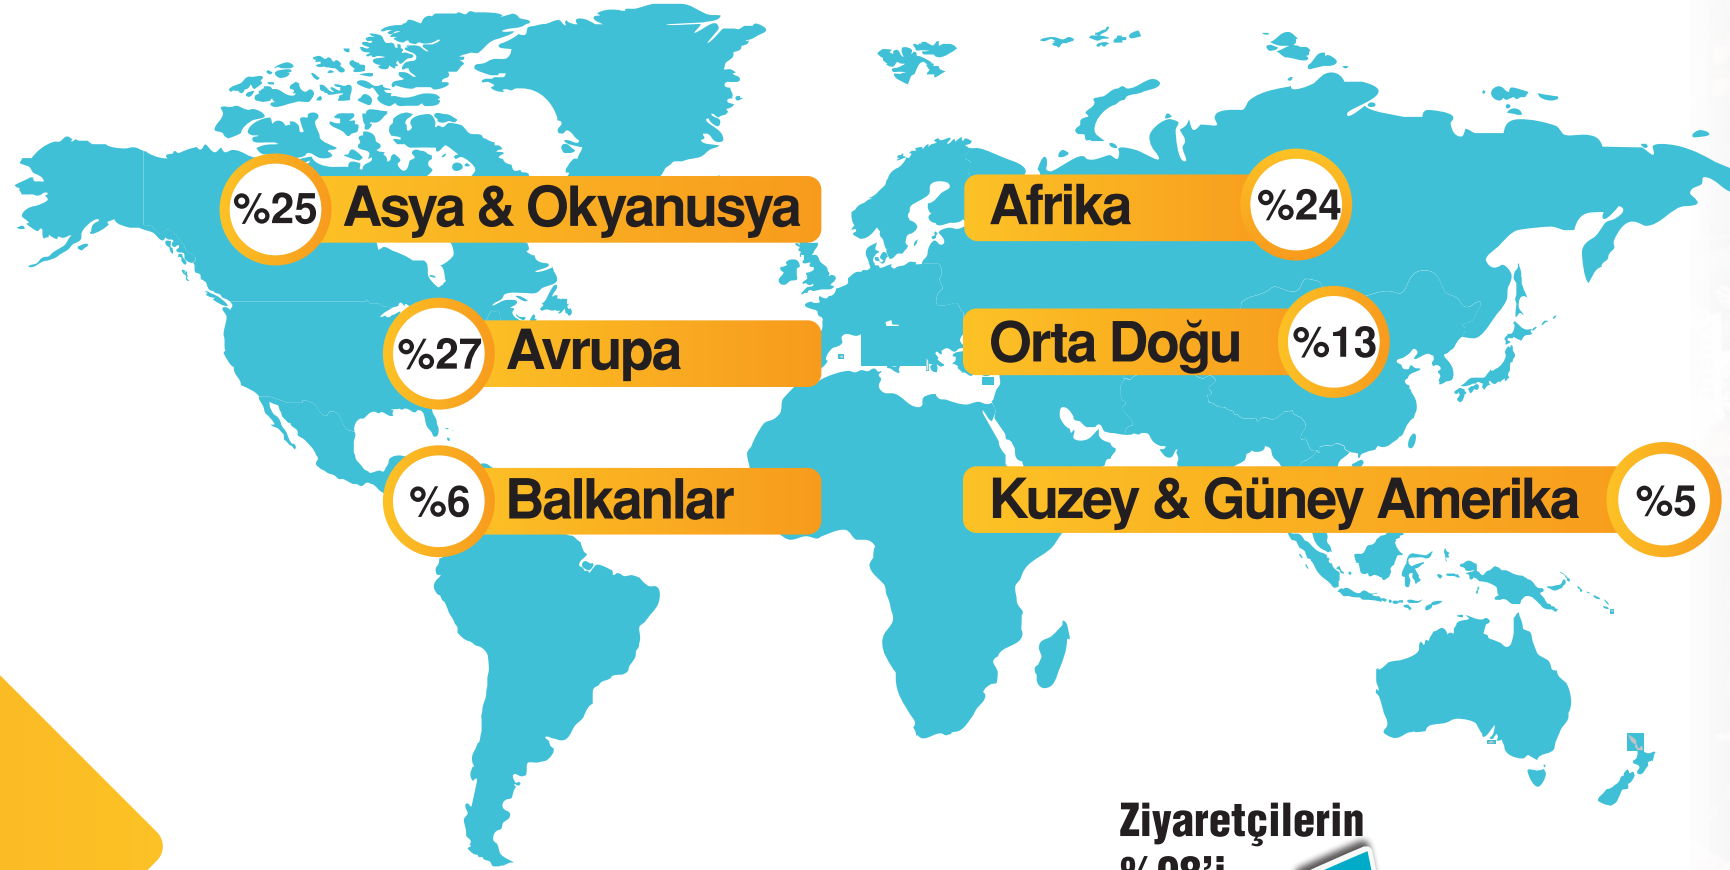 %25 Asya & Okyanusya
%27 Avrupa
%6 Balkanlar
Afrika %24
Orta Doğu %13
Kuzey & Güney Amerika %5
Ziyaretçilerin